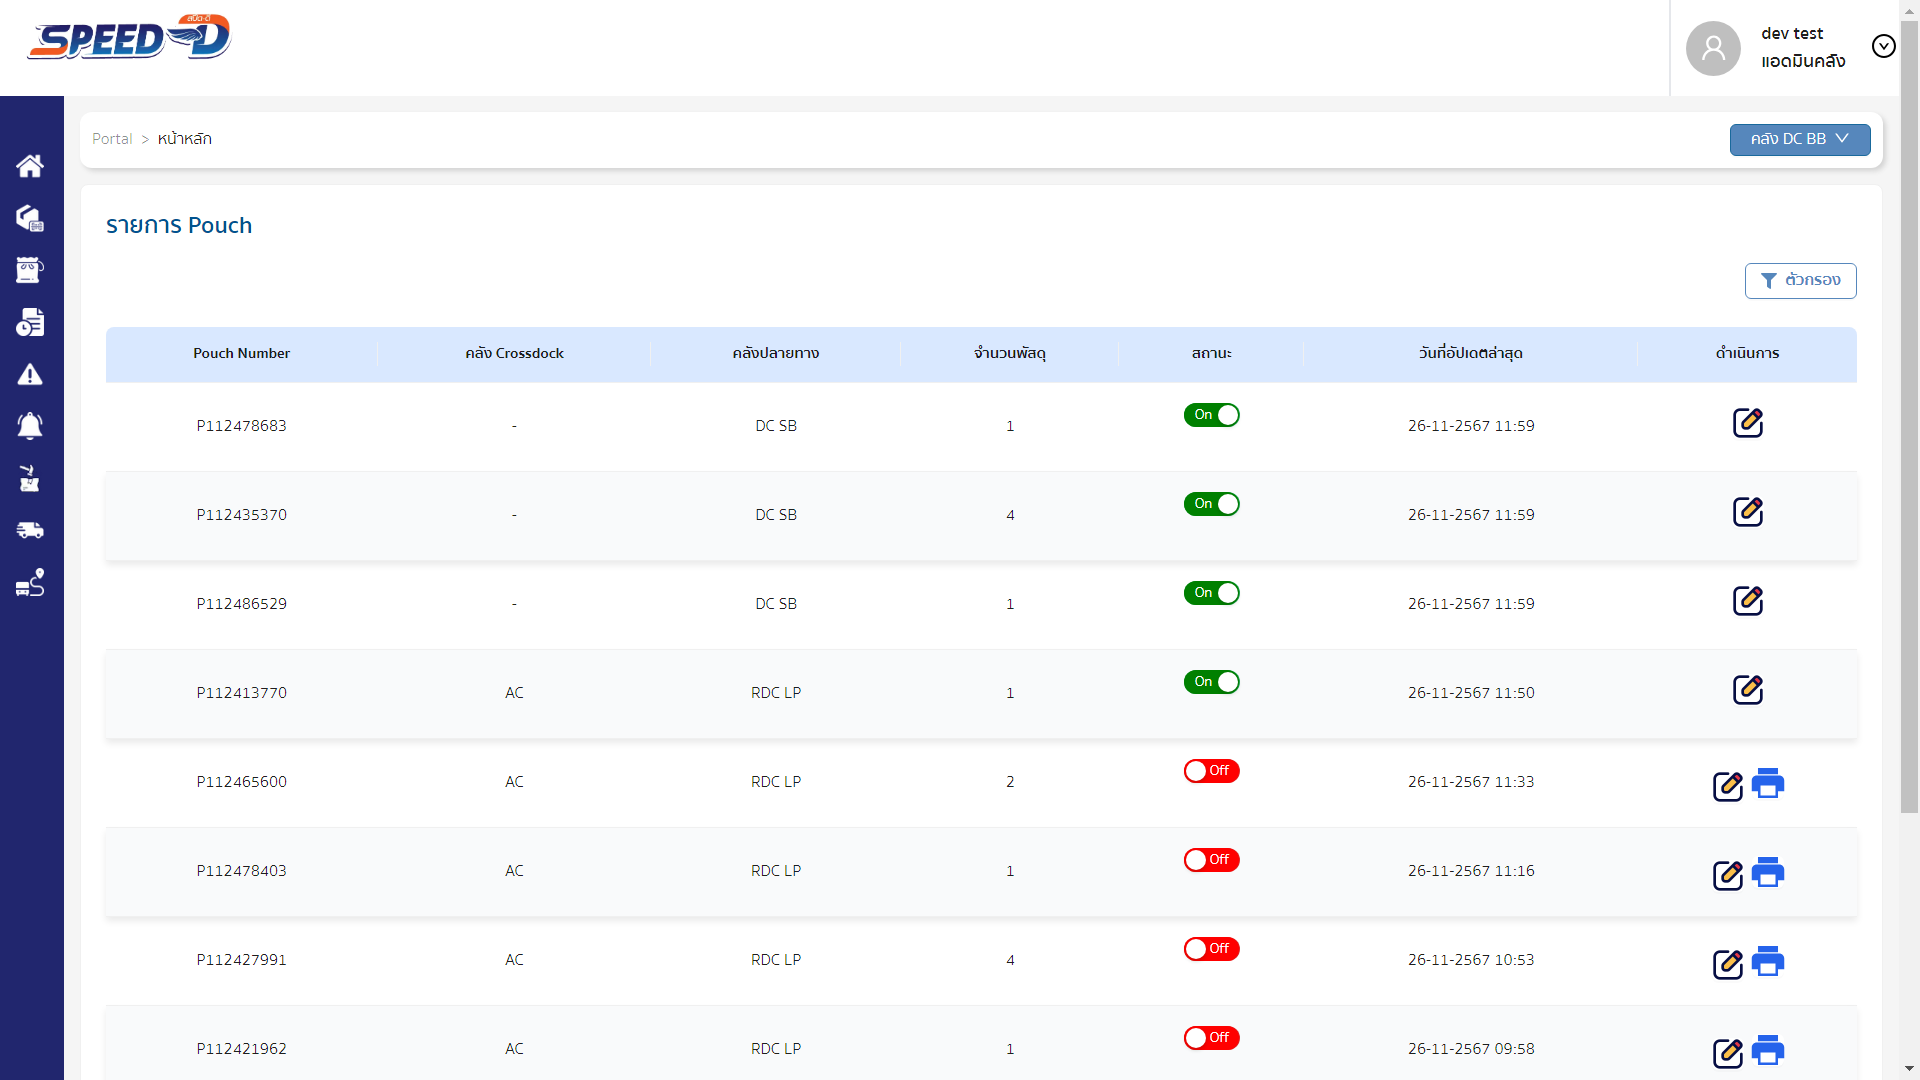 สปีด-ดี
SPEED-D
dev test
แอดมินคลัง
Portal > หน้าหลัก
คลัง DC BB
รายการ Pouch
ตัวกรอง
Pouch Number คลัง Crossdock คลังปลายทาง จำนวนพัสดุ สถานะ วันที่อัปเดตล่าสุด ดำเนินการ
P112478683 - DC SB 1 On 26-11-2567 11:59
P112435370 - DC SB 4 On 26-11-2567 11:59
P112486529 - DC SB 1 On 26-11-2567 11:59
P112413770 AC RDC LP 1 On 26-11-2567 11:50
P112465600 AC RDC LP 2 Off 26-11-2567 11:33
P112478403 AC RDC LP 1 Off 26-11-2567 11:16
P112427991 AC RDC LP 4 Off 26-11-2567 10:53
P112421962 AC RDC LP 1 Off 26-11-2567 09:58